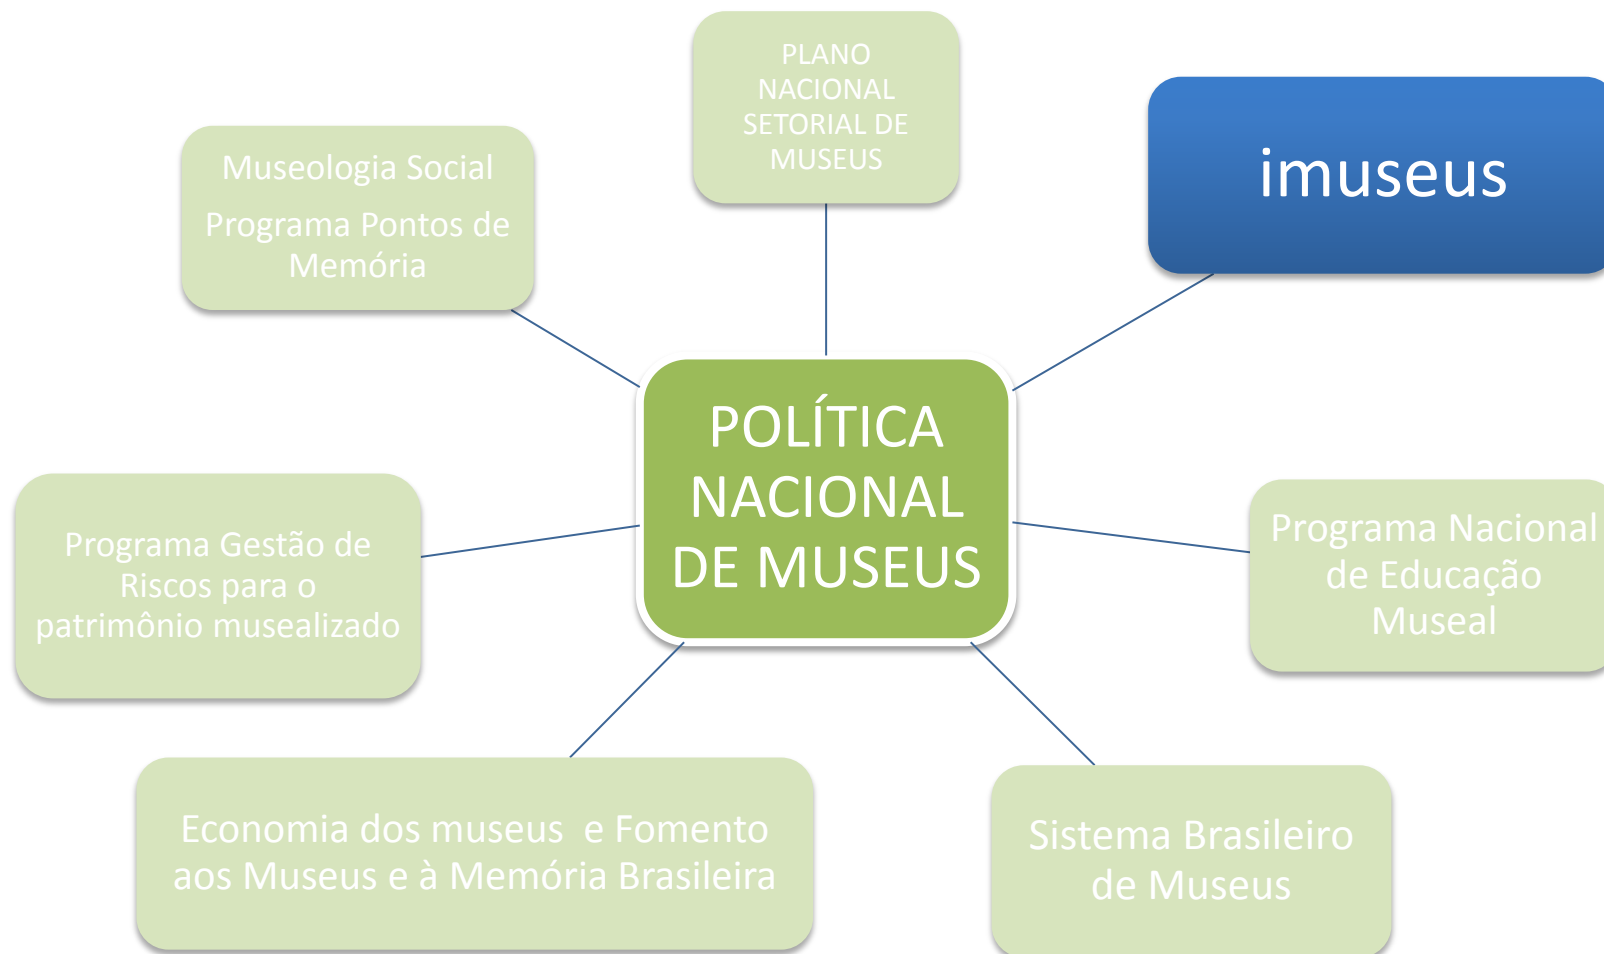 PLANO
NACIONAL
SETORIAL DE
MUSEUS
imuseus
Museologia Social
Programa Pontos de
Memória
POLÍTICA
NACIONAL
DE MUSEUS
Programa Nacional
de Educação
Museal
Programa Gestão de
Riscos para o
patrimônio musealizado
Economia dos museus  e Fomento
aos Museus e à Memória Brasileira
Sistema Brasileiro
de Museus